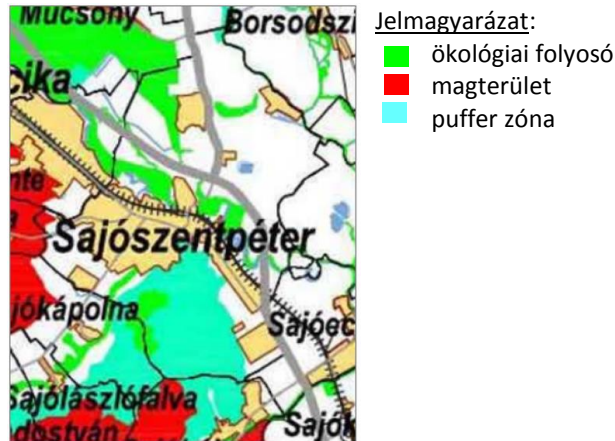 Mucsony
Borsodszi
cika
nte
a
Sajószentpéter
jókápolna
Sajóec
Sajólászlófalva
dostván
Sajók
Jelmagyarázat:
ökológiai folyosó
magterület
puffer zóna